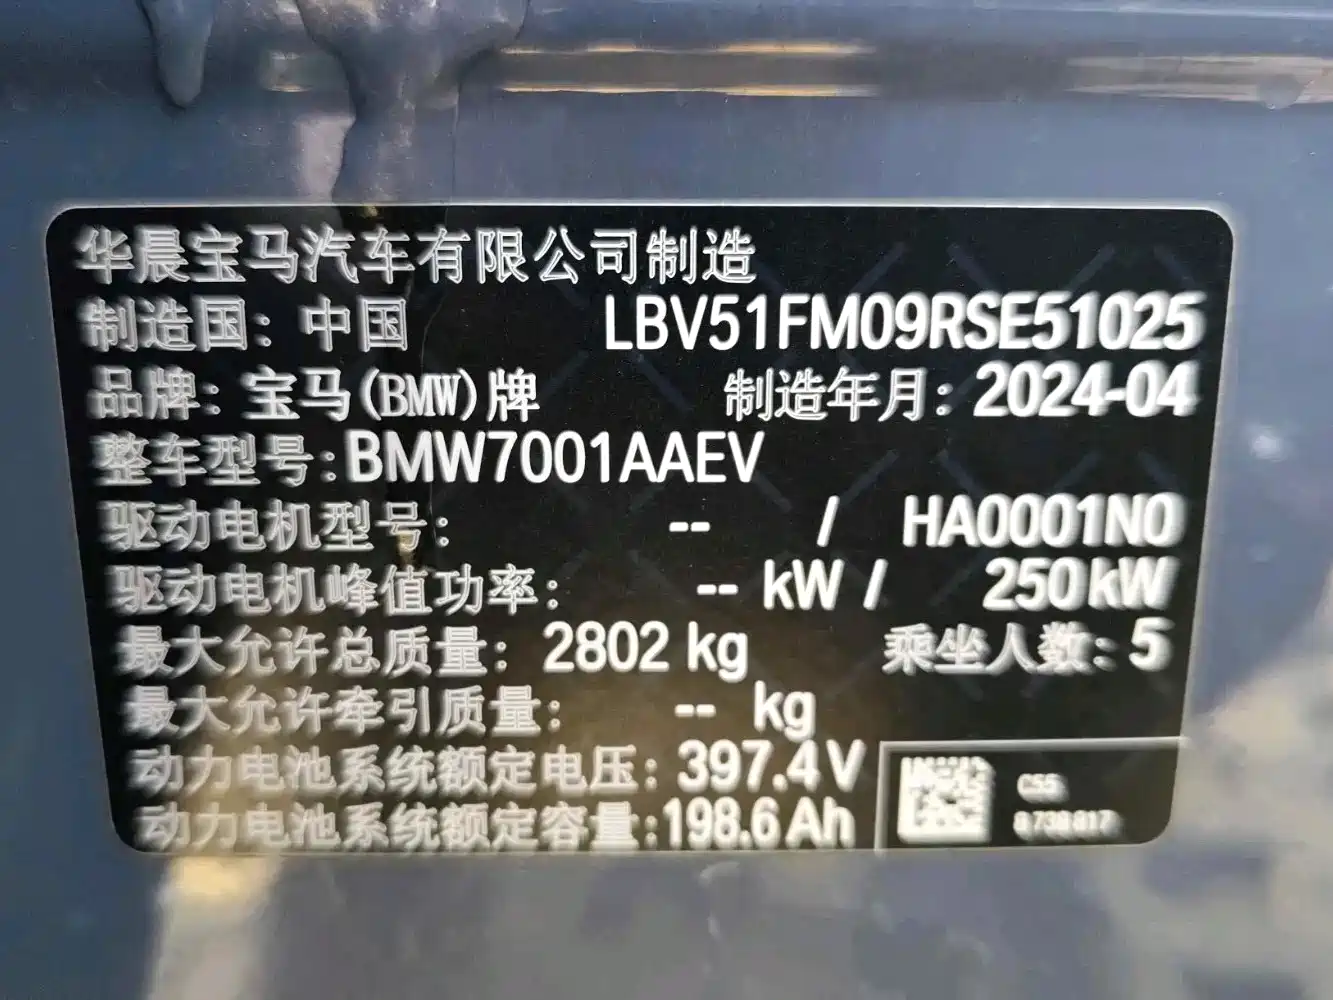 华晨宝马汽车有限公司制造
制造国：中国 LBV51FM09RSE51025
品牌：宝马(BMW)牌 制造年月：2024-04
整车型号:BMW7001AAEV
驱动电机型号： -- / HA0001N0
驱动电机峰值功率： -- kW / 250kW
最大允许总质量：2802 kg 乘坐人数：5
最大允许牵引质量： -- kg
动力电池系统额定电压：397.4V
动力电池系统额定容量:198.6Ah
C55
8738817